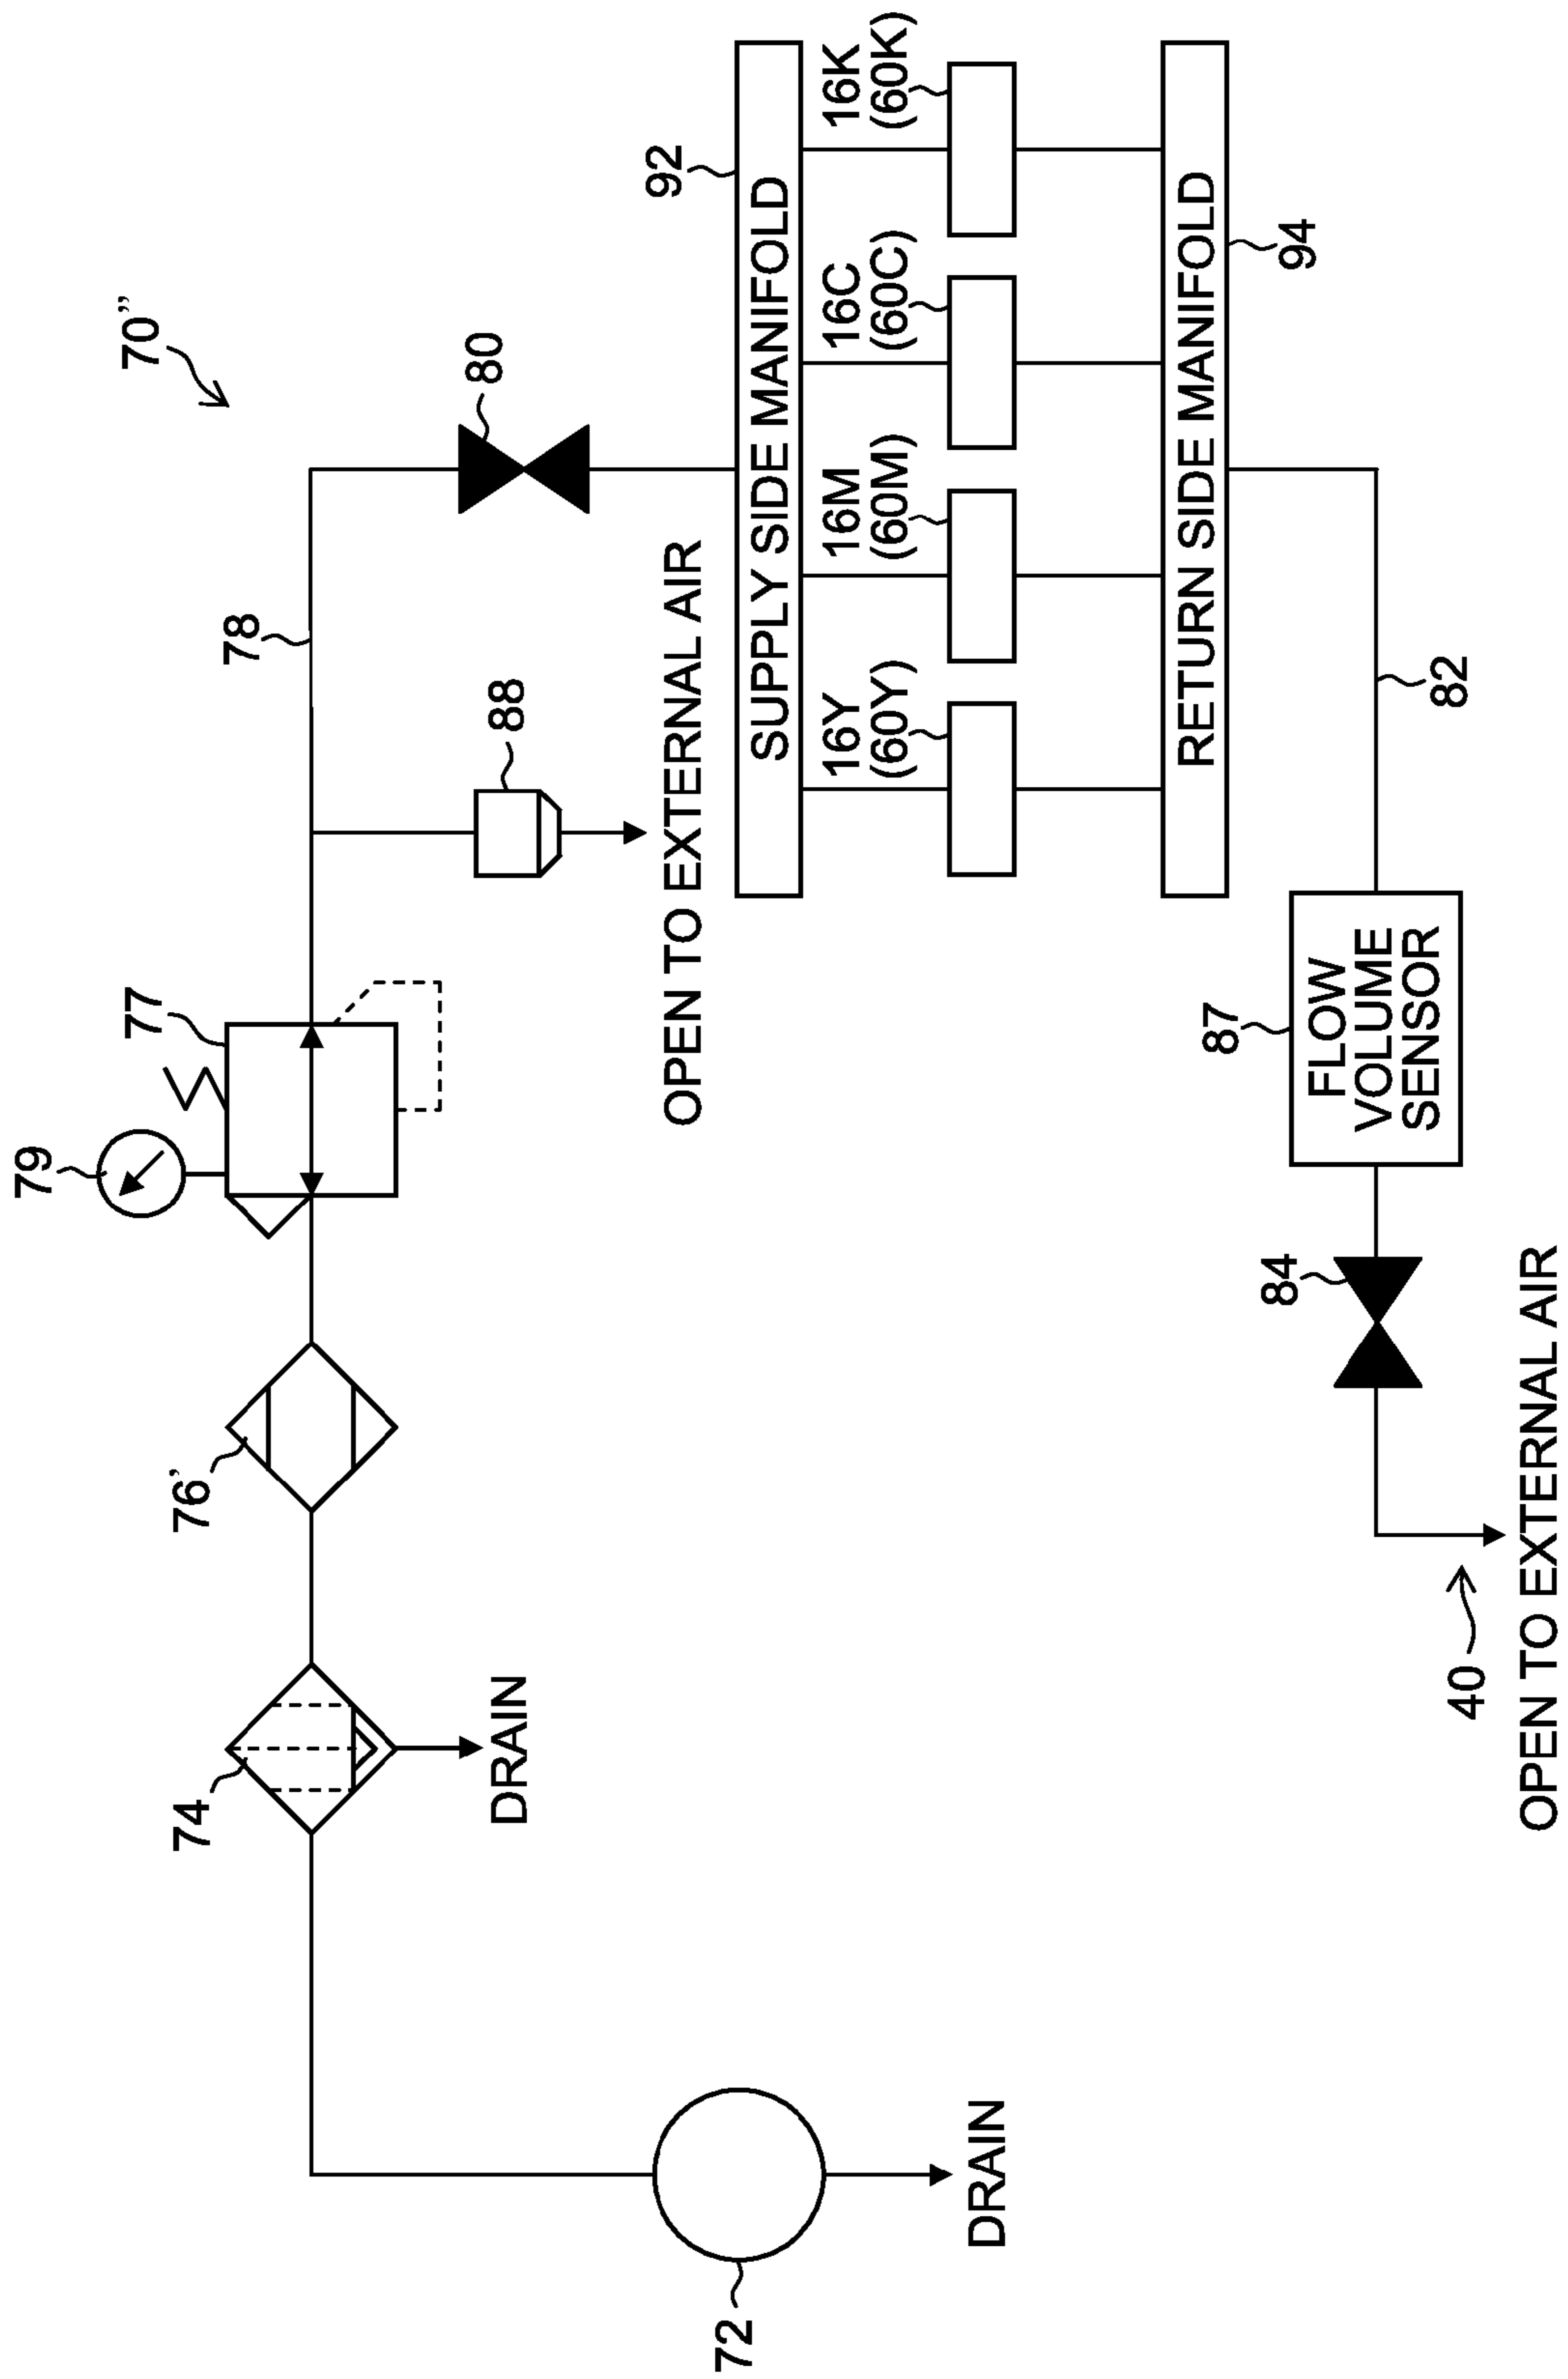 70"
79
77
78
76'
74
80
88
OPEN TO EXTERNAL AIR
DRAIN
92
SUPPLY SIDE MANIFOLD
72
DRAIN
16Y
(60Y)
16M
(60M)
16C
(60C)
16K
(60K)
RETURN SIDE MANIFOLD
94
87
FLOW
VOLUME
SENSOR
84
82
40
OPEN TO EXTERNAL AIR